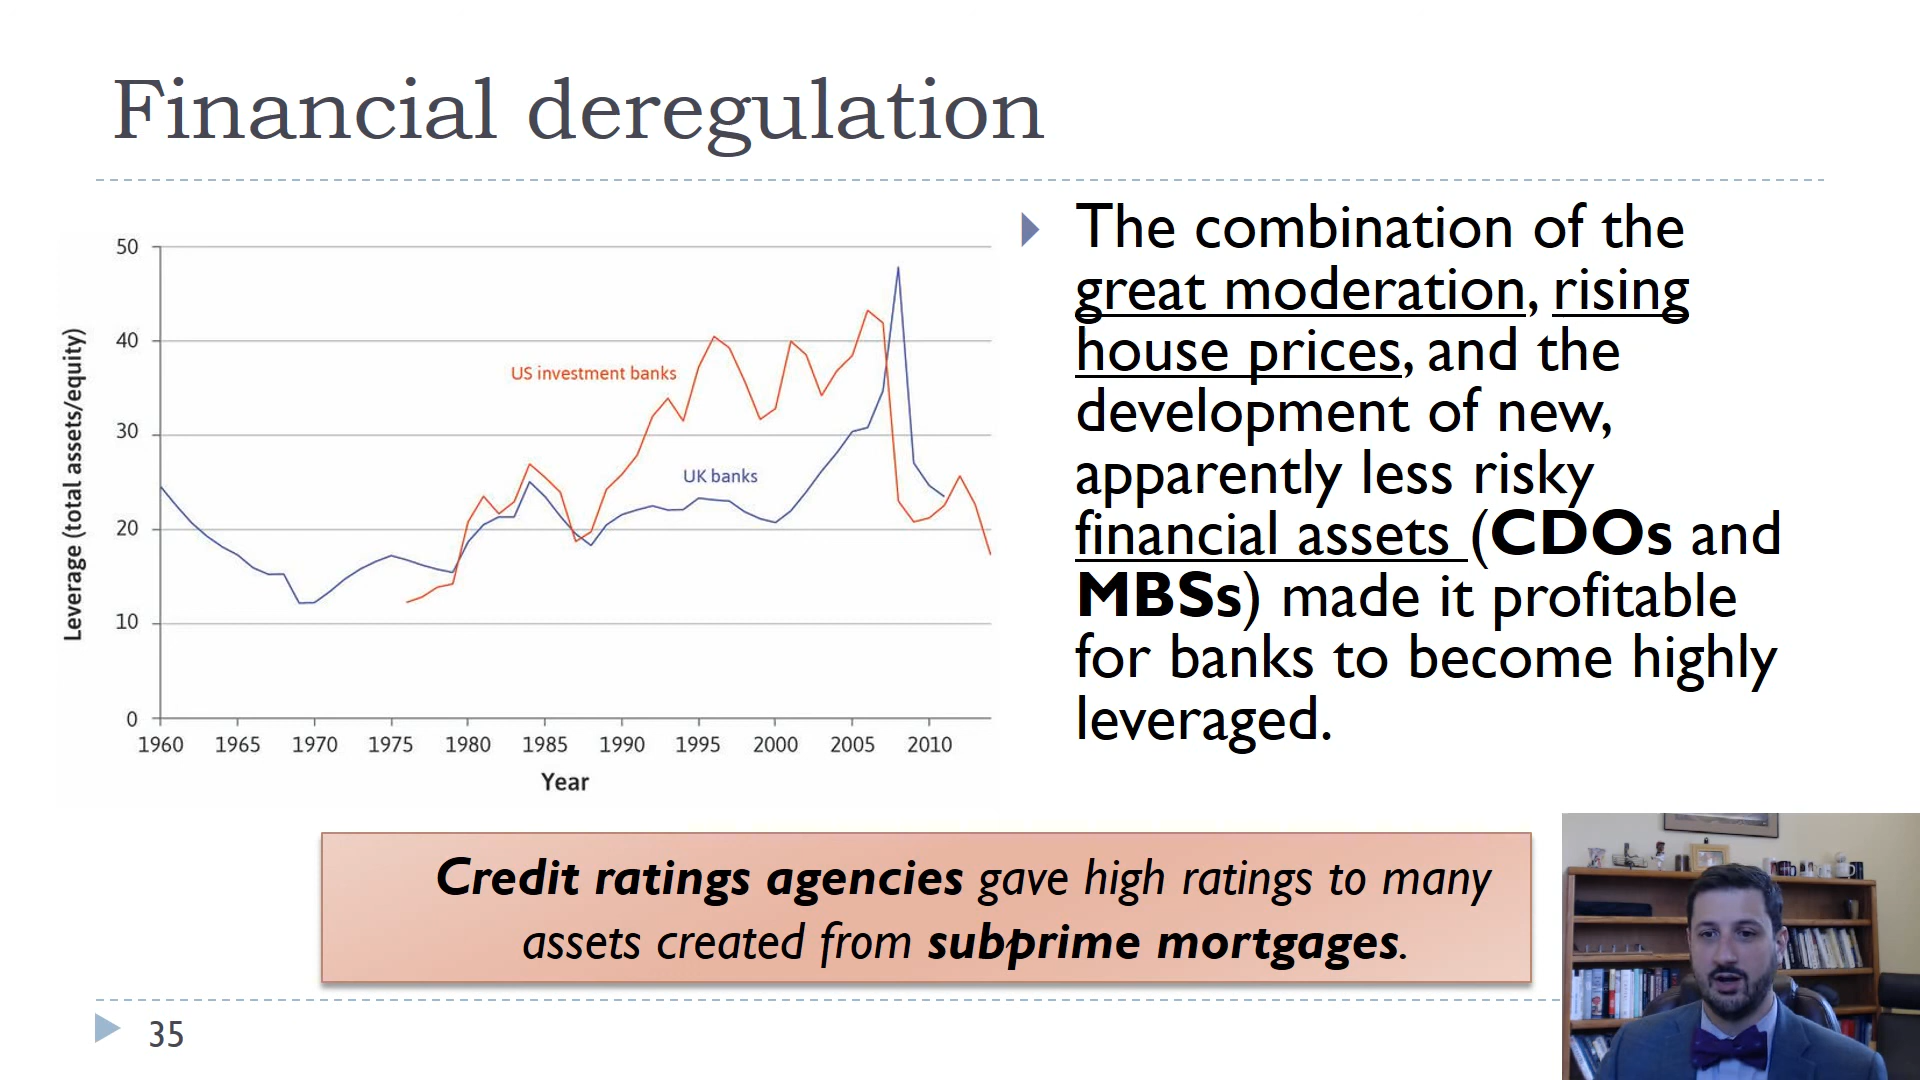 Financial deregulation
50
40
30
20
10
0
Leverage (total assets/equity)
US investment banks
UK banks
1960 1965 1970 1975 1980 1985 1990 1995 2000 2005 2010
Year
The combination of the
great moderation, rising
house prices, and the
development of new,
apparently less risky
financial assets (CDOs and
MBSs) made it profitable
for banks to become highly
leveraged.
Credit ratings agencies gave high ratings to many
assets created from subprime mortgages.
35